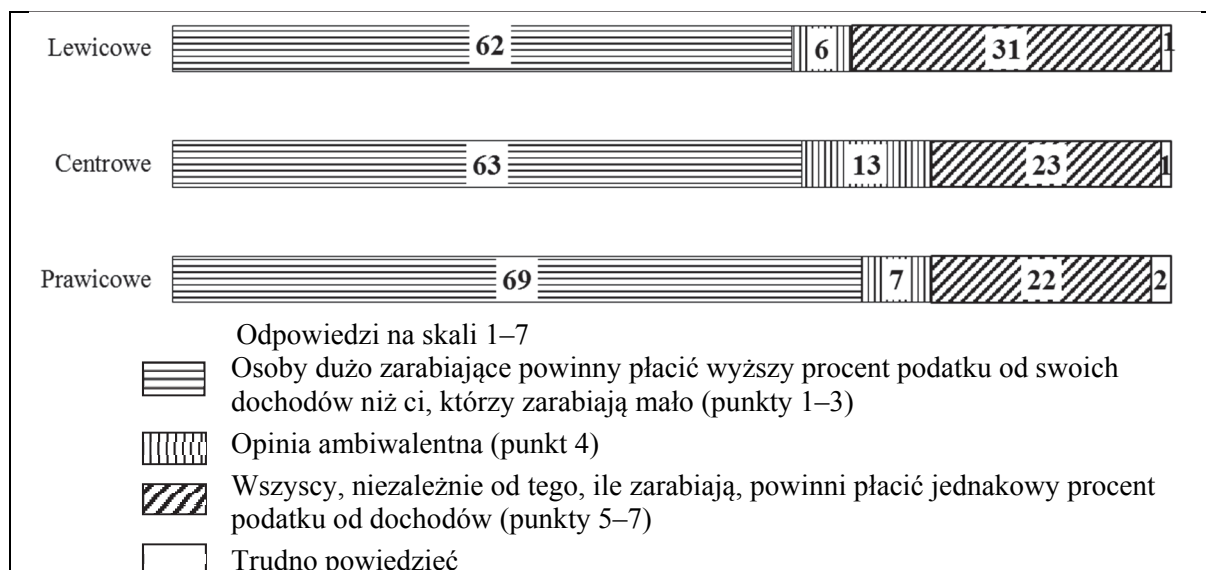 Lewicowe 62 6 31 1
Centrowe 63 13 23 1
Prawicowe 69 7 22 2
Odpowiedzi na skali 1–7
Osoby dużo zarabiające powinny płacić wyższy procent podatku od swoich
dochodów niż ci, którzy zarabiają mało (punkty 1–3)
Opinia ambiwalentna (punkt 4)
Wszyscy, niezależnie od tego, ile zarabiają, powinni płacić jednakowy procent
podatku od dochodów (punkty 5–7)
Trudno powiedzieć